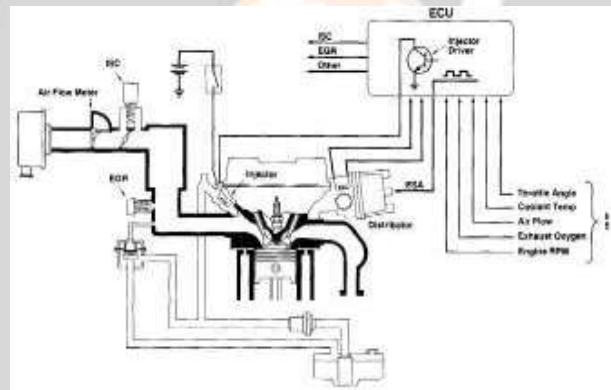 ECU
ISC
EGR
Other
Injector
Driver
ISC
Air Flow Meter
EGR
Injector
ESA
Distributor
Throttle Angle
Coolant Temp
Air Flow
Exhaust Oxygen
Engine RPM